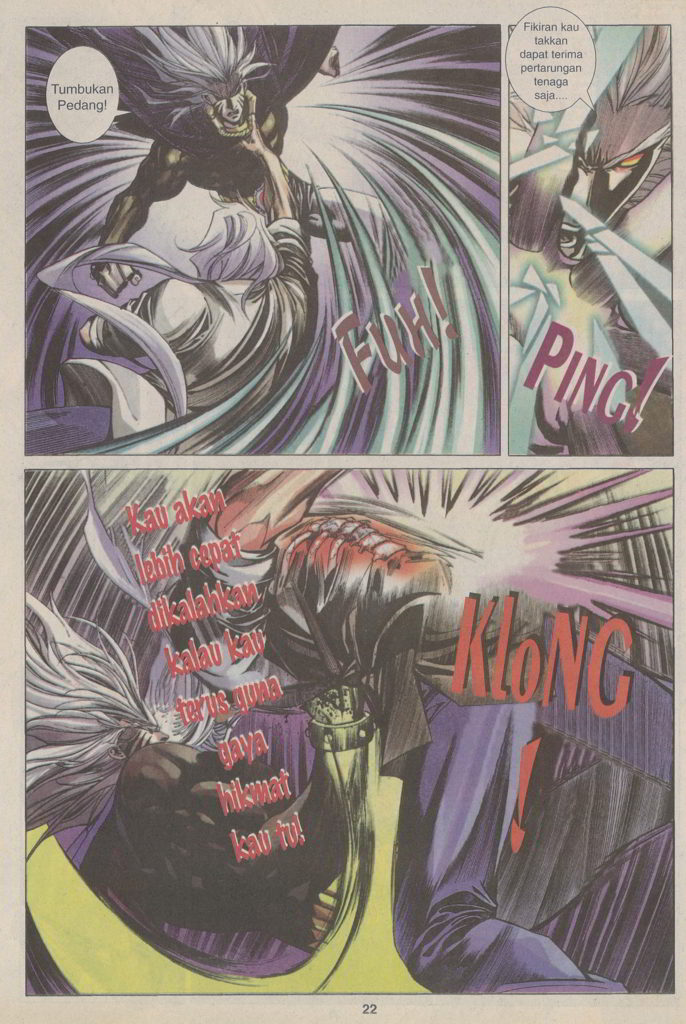 Tumbukan
Pedang!
Fikiran kau
takkan
dapat terima
pertarungan
tenaga
saja....
FUH!
PING!
Kau akan
lebih cepat
dikalahkan
kalau kau
terus guna
gaya
hikmat
kau tu!
KLONG
!
22